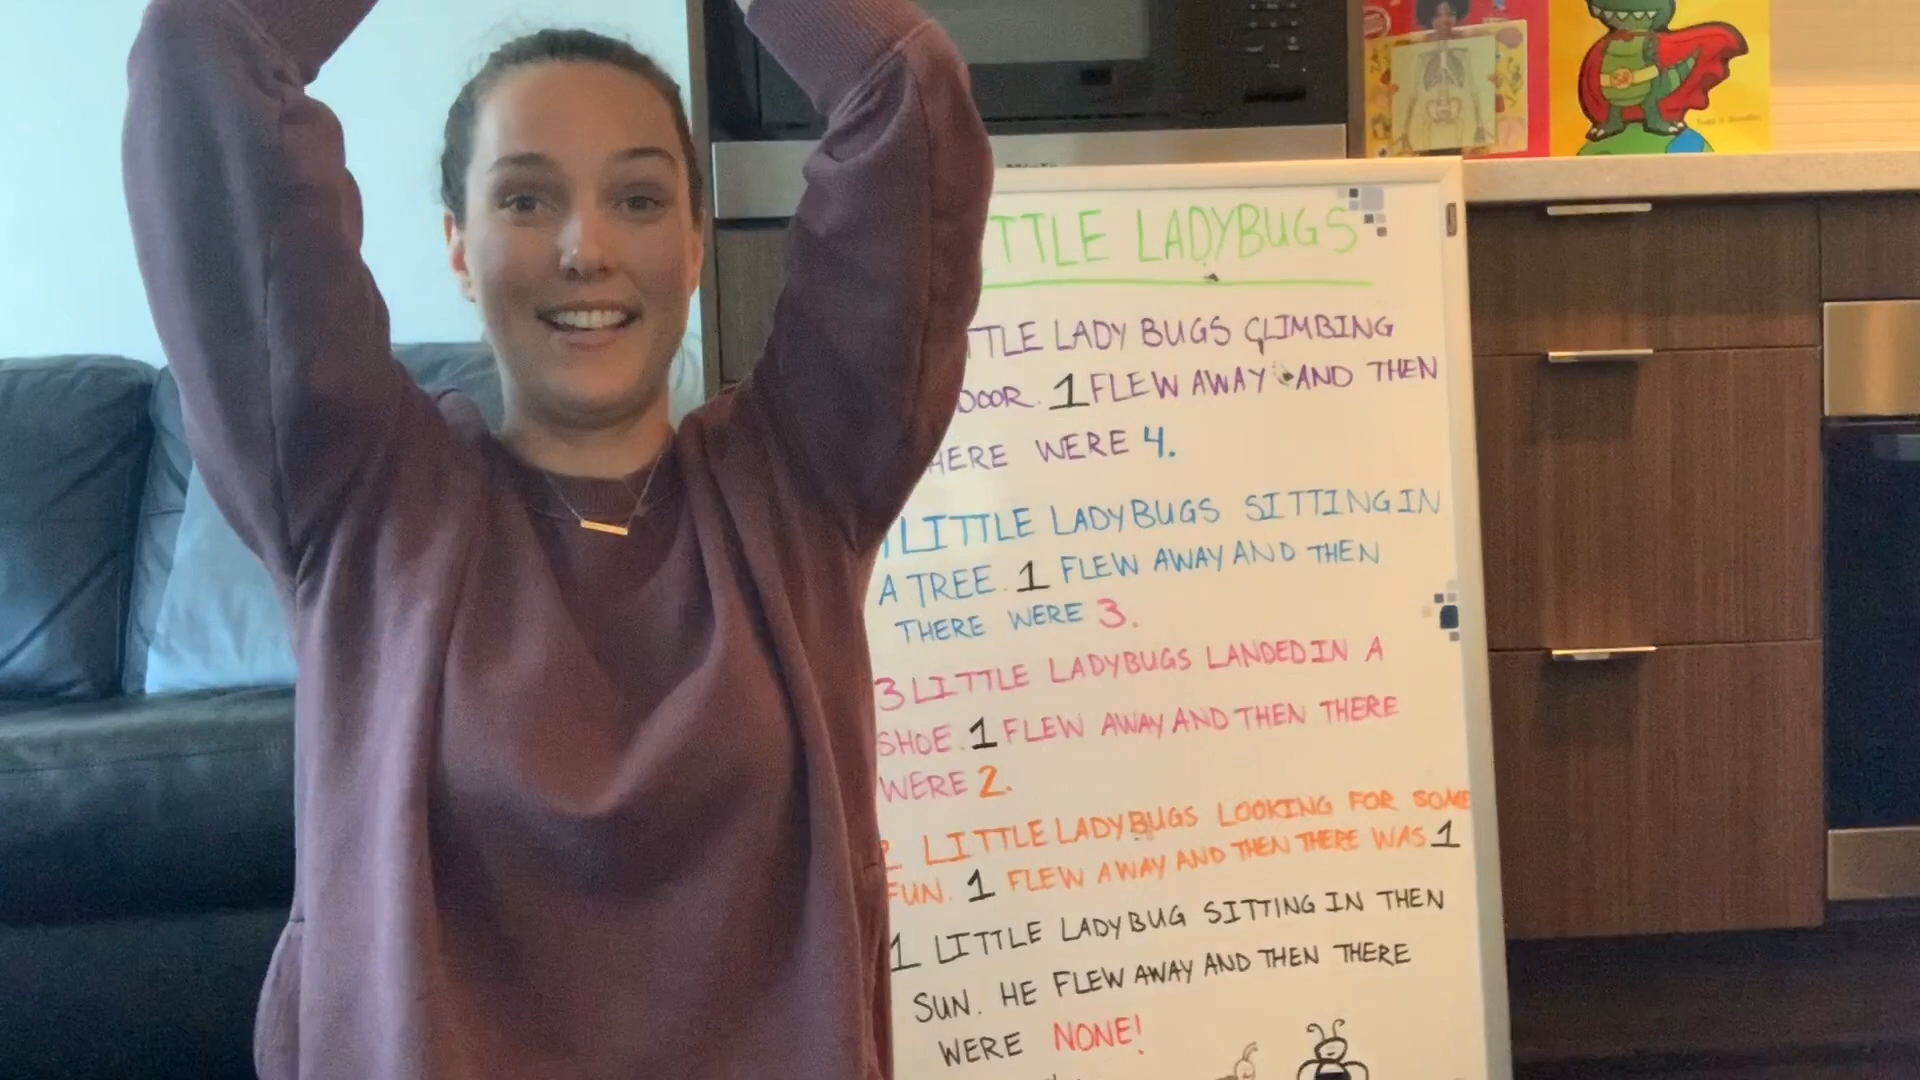 TTLE LADYBUGS
TTLE LADY BUGS CLIMBING
DOOR. 1 FLEW AWAY AND THEN
HERE WERE 4.
LITTLE LADYBUGS SITTING IN
A TREE. 1 FLEW AWAY AND THEN
THERE WERE 3.
3 LITTLE LADYBUGS LANDED IN A
SHOE. 1 FLEW AWAY AND THEN THERE
WERE 2.
2 LITTLE LADYBUGS LOOKING FOR SOME
FUN. 1 FLEW AWAY AND THEN THERE WAS 1
1 LITTLE LADYBUG SITTING IN THEN
SUN. HE FLEW AWAY AND THEN THERE
WERE NONE!